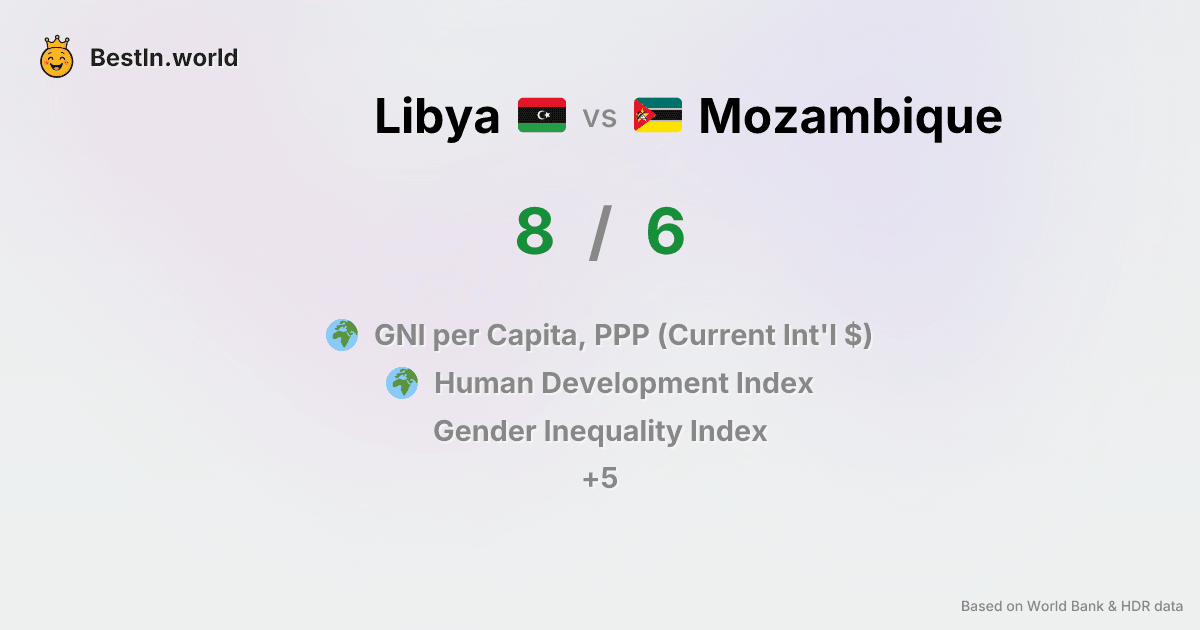 BestIn.world
Libya vs Mozambique
8 / 6
GNI per Capita, PPP (Current Int'l $)
Human Development Index
Gender Inequality Index
+5
Based on World Bank & HDR data